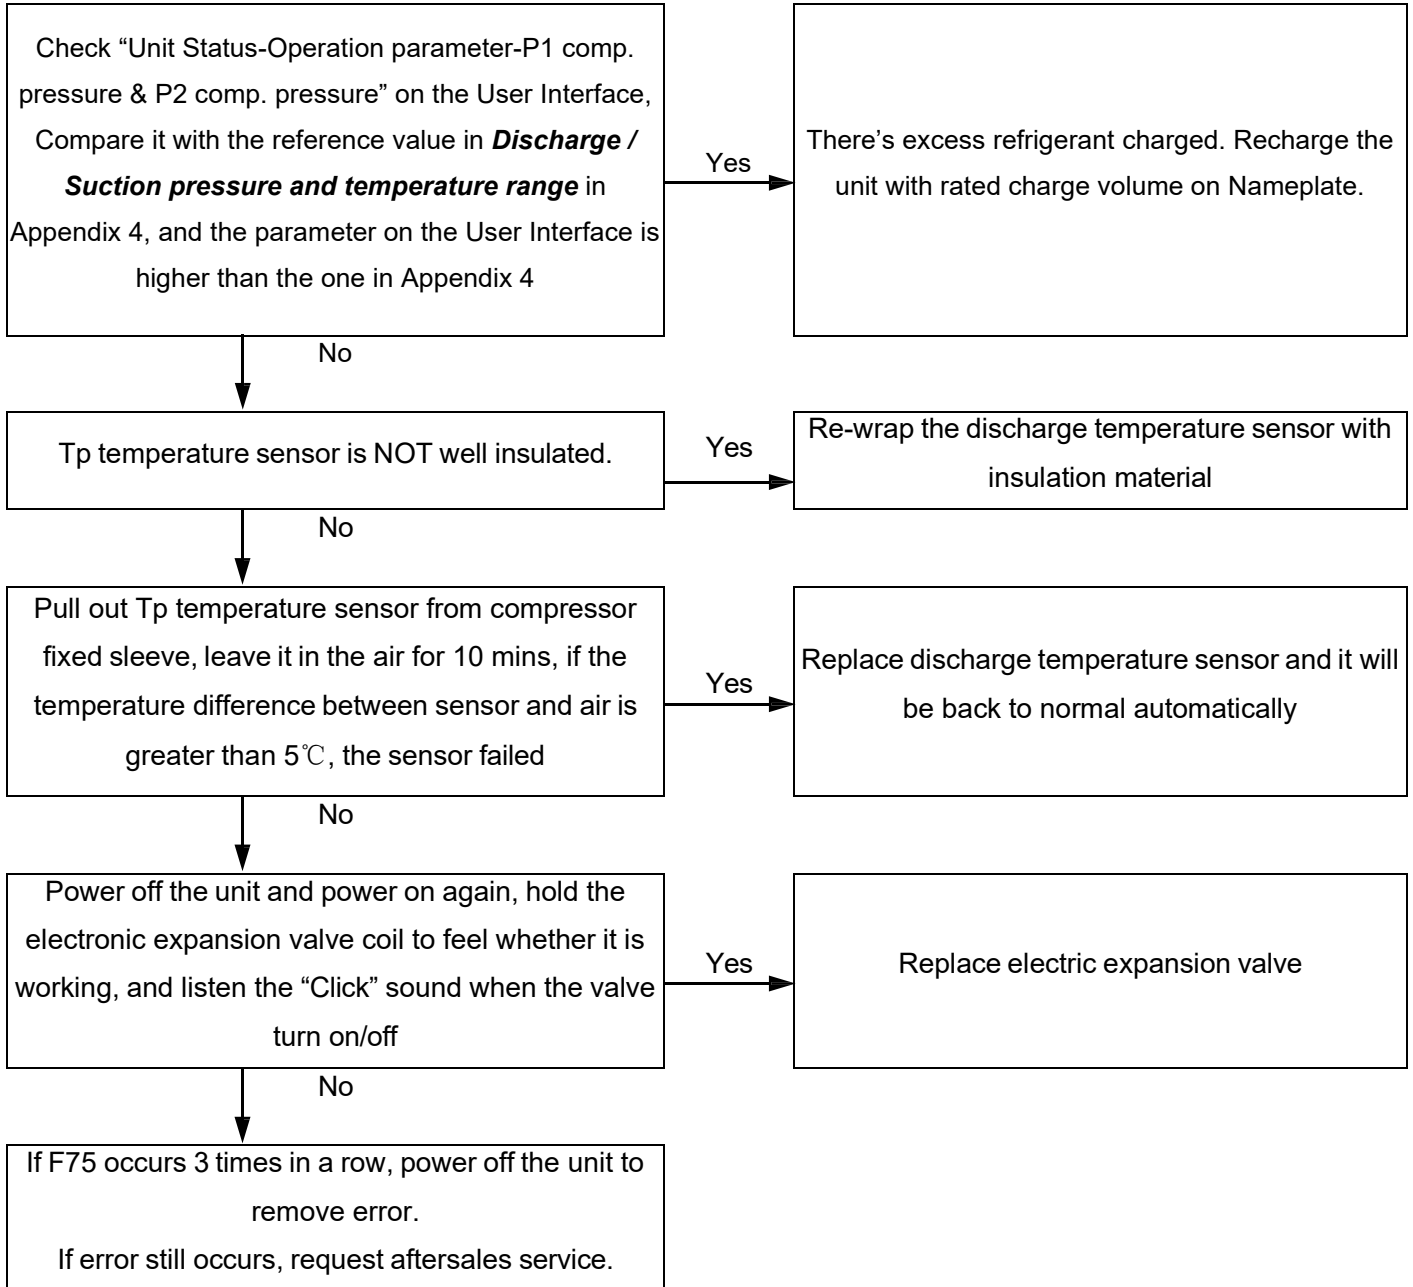 Check “Unit Status-Operation parameter-P1 comp.
pressure & P2 comp. pressure” on the User Interface,
Compare it with the reference value in Discharge /
Suction pressure and temperature range in
Appendix 4, and the parameter on the User Interface is
higher than the one in Appendix 4
Yes
There’s excess refrigerant charged. Recharge the
unit with rated charge volume on Nameplate.
No
Tp temperature sensor is NOT well insulated.
Yes
Re-wrap the discharge temperature sensor with
insulation material
No
Pull out Tp temperature sensor from compressor
fixed sleeve, leave it in the air for 10 mins, if the
temperature difference between sensor and air is
greater than 5℃, the sensor failed
Yes
Replace discharge temperature sensor and it will
be back to normal automatically
No
Power off the unit and power on again, hold the
electronic expansion valve coil to feel whether it is
working, and listen the “Click” sound when the valve
turn on/off
Yes
Replace electric expansion valve
No
If F75 occurs 3 times in a row, power off the unit to
remove error.
If error still occurs, request aftersales service.